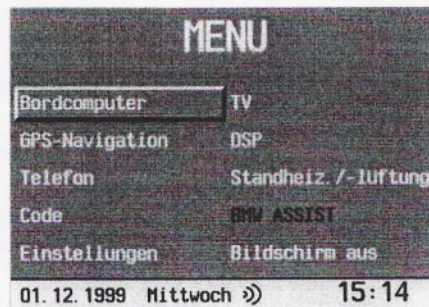 MENU
Bordcomputer TV
GPS-Navigation DSP
Telefon Standheiz./-lüftung
Code BMW ASSIST
Einstellungen Bildschirm aus
01.12.1999 Mittwoch 15:14